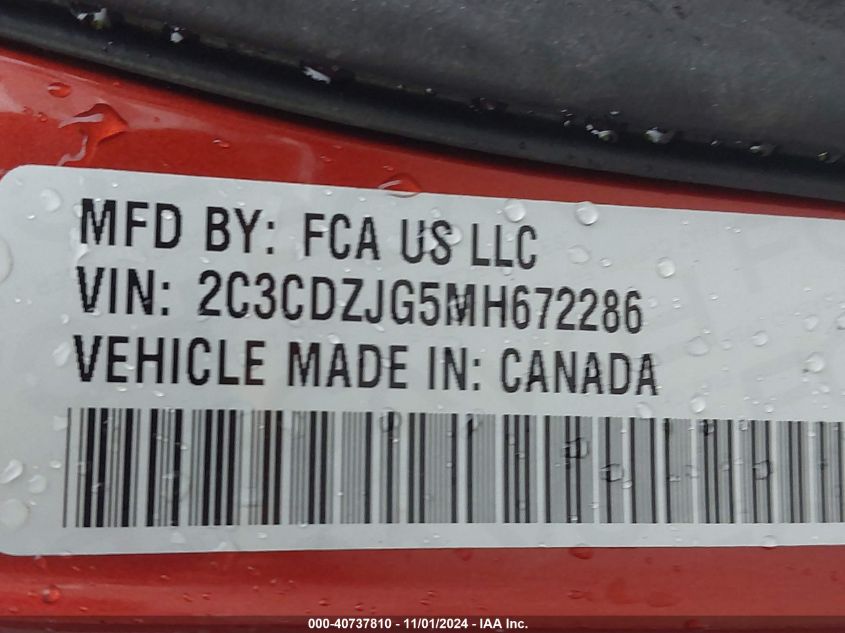 MFD BY: FCA US LLC
VIN: 2C3CDZJG5MH672286
VEHICLE MADE IN: CANADA
000-40737810 - 11/01/2024 - IAA Inc.